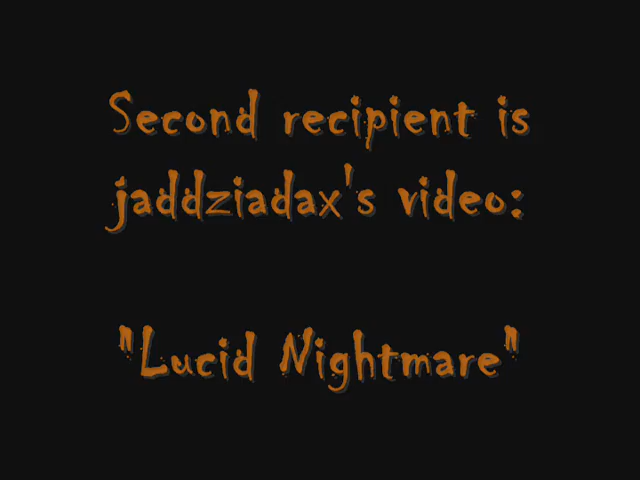 Second recipient is
jaddziadax's video:
"Lucid Nightmare"